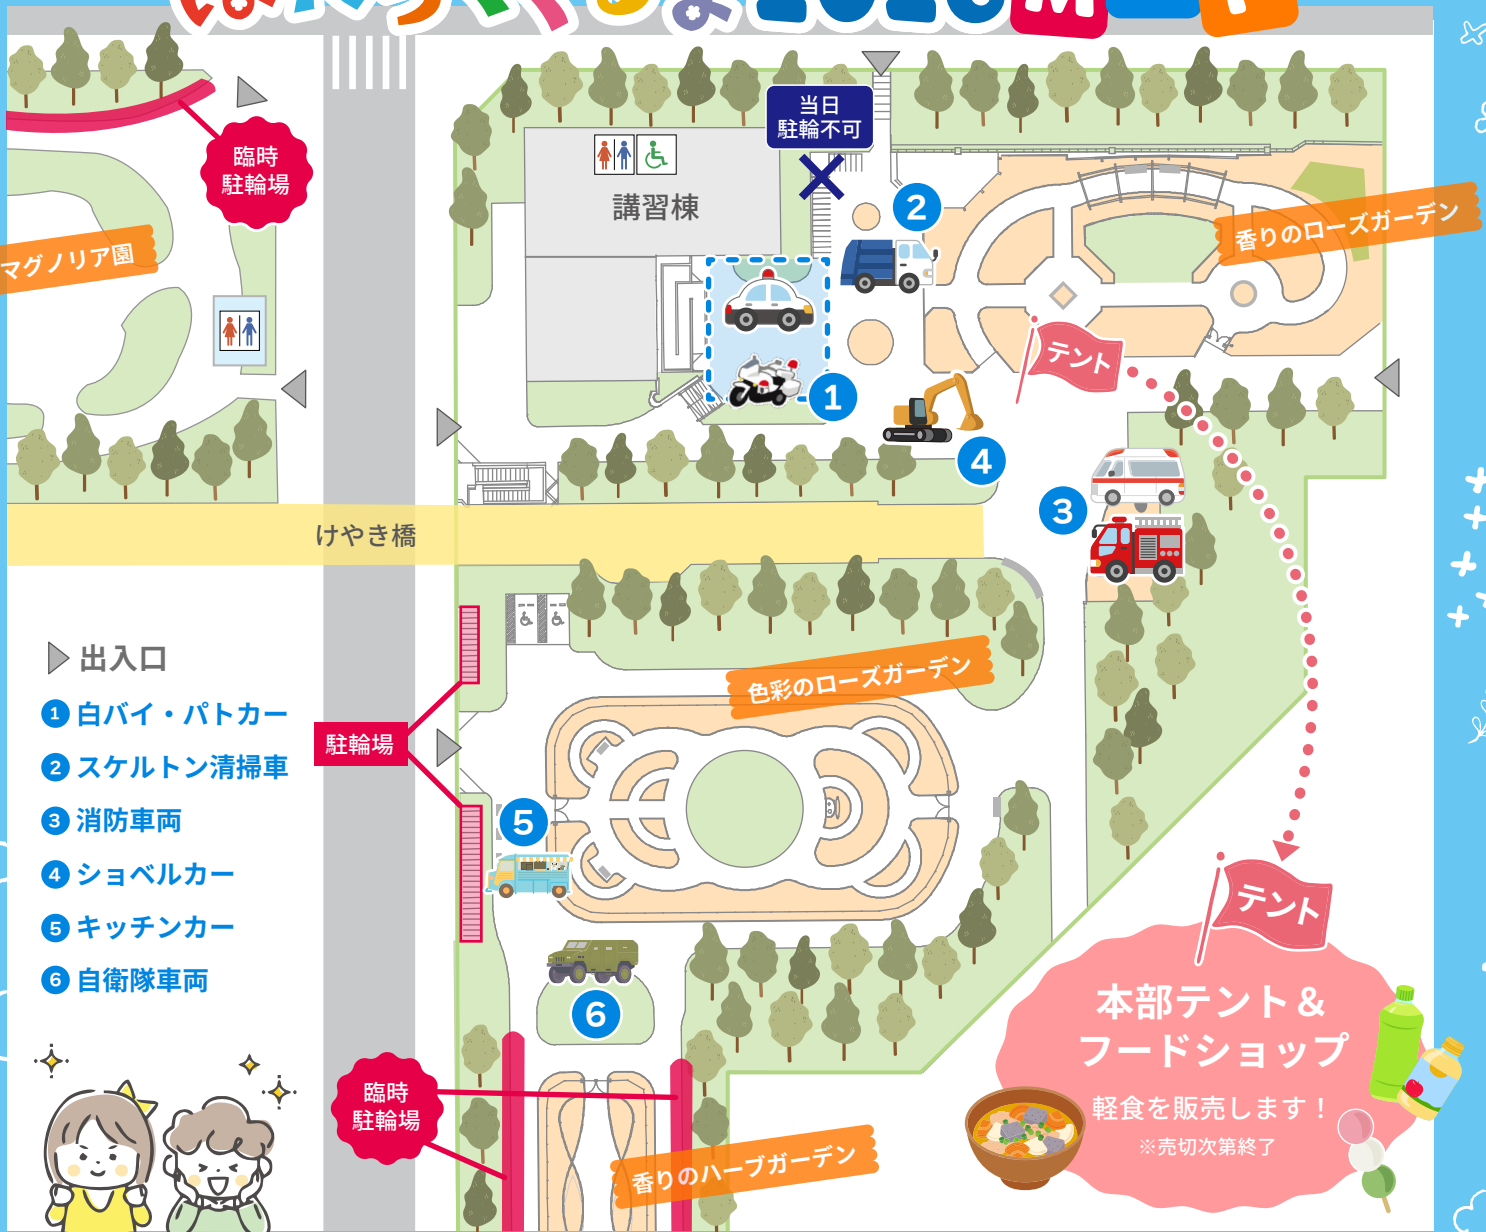 当日
駐輪不可
臨時
駐輪場
講習棟
2
香りのローズガーデン
マグノリア園
テント
1
4
3
けやき橋
出入口
1 白バイ・パトカー
2 スケルトン清掃車
3 消防車両
4 ショベルカー
5 キッチンカー
6 自衛隊車両
色彩のローズガーデン
駐輪場
5
6
テント
本部テント＆
フードショップ
軽食を販売します！
※売切次第終了
臨時
駐輪場
香りのハーブガーデン